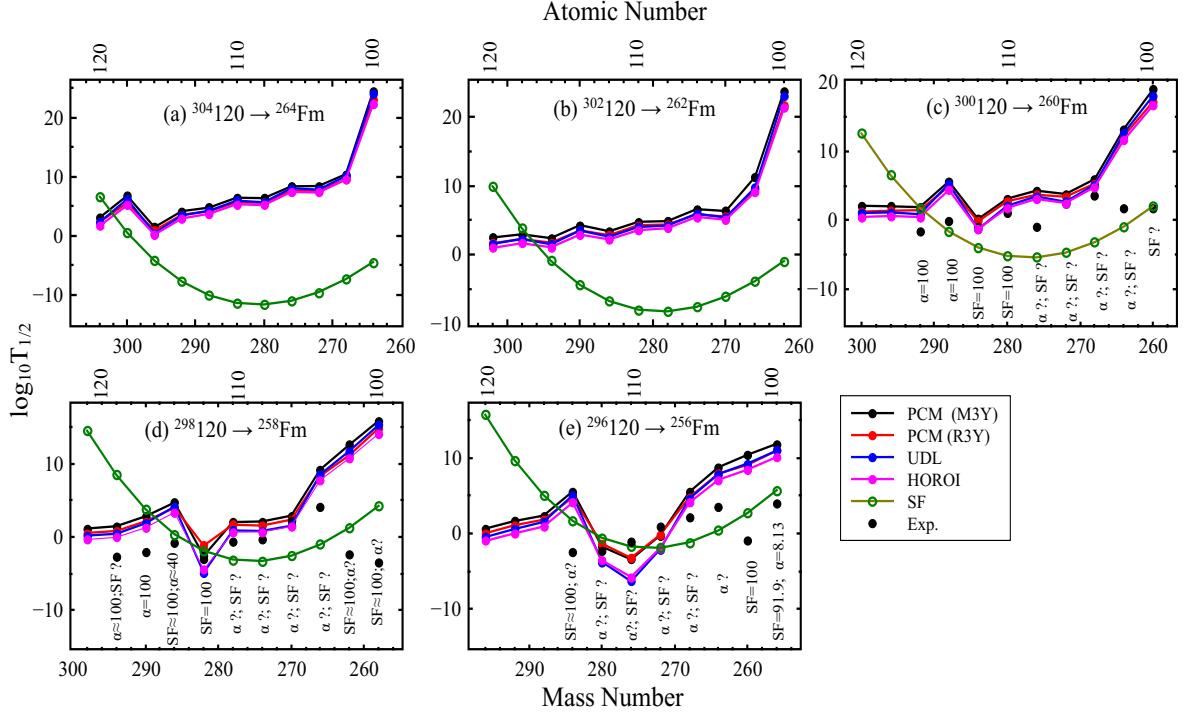 Atomic Number
120 110 100
120 110 100
120 110 100
20
10
0
−10
(a) ³⁰⁴120 → ²⁶⁴Fm
300 290 280 270 260
20
10
0
−10
(b) ³⁰²120 → ²⁶²Fm
300 290 280 270 260
20
10
0
−10
(c) ³⁰⁰120 → ²⁶⁰Fm
α=100
α=100
SF=100
SF=100
α ?; SF ?
α ?; SF ?
α ?; SF ?
α ?; SF ?
SF ?
300 290 280 270 260
log₁₀T₁/₂
120 110 100
120 110 100
10
0
−10
(d) ²⁹⁸120 → ²⁵⁸Fm
α≈100;SF ?
α=100
SF≈100;α≈40
SF=100
α ?; SF ?
α ?; SF ?
α ?; SF ?
α ?; SF ?
SF≈100;α?
SF≈100; α?
300 290 280 270 260
10
0
−10
(e) ²⁹⁶120 → ²⁵⁶Fm
SF≈100; α?
α ?; SF ?
α?; SF?
α ?; SF ?
α ?; SF ?
α ?
SF=100
SF=91.9; α=8.13
290 280 270 260
PCM (M3Y)
PCM (R3Y)
UDL
HOROI
SF
Exp.
Mass Number